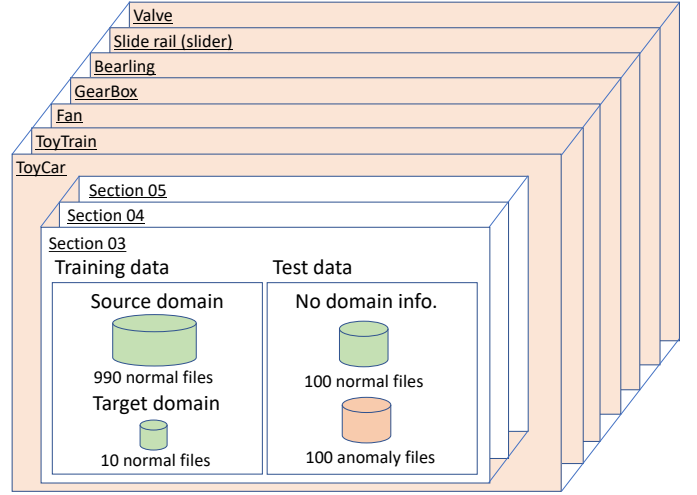 Valve
Slide rail (slider)
Bearling
GearBox
Fan
ToyTrain
ToyCar
Section 05
Section 04
Section 03
Training data
Source domain
990 normal files
Target domain
10 normal files
Test data
No domain info.
100 normal files
100 anomaly files